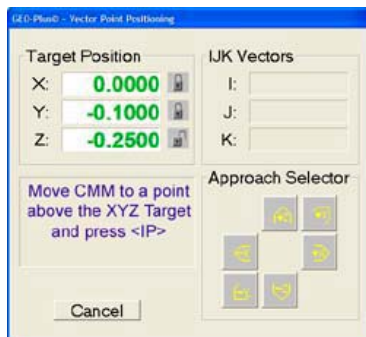 GEO-Plus© - Vector Point Positioning
Target Position
X: 0.0000
Y: -0.1000
Z: -0.2500
IJK Vectors
I:
J:
K:
Move CMM to a point
above the XYZ Target
and press <IP>
Approach Selector
Cancel